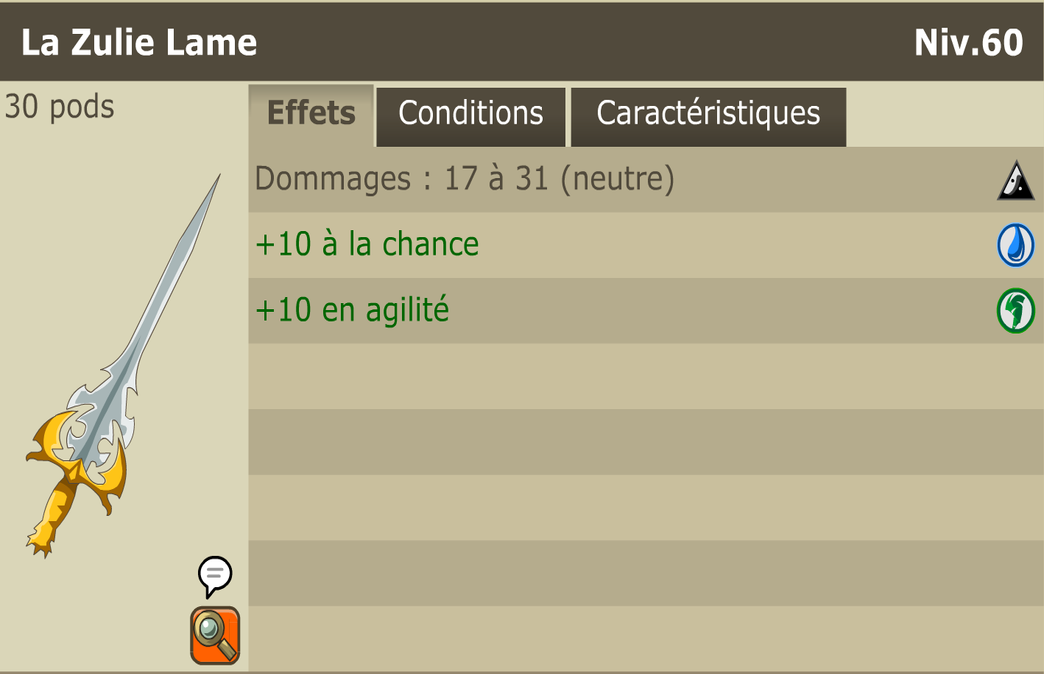 La Zulie Lame
Niv.60
30 pods
Effets
Conditions
Caractéristiques
Dommages : 17 à 31 (neutre)
+10 à la chance
+10 en agilité